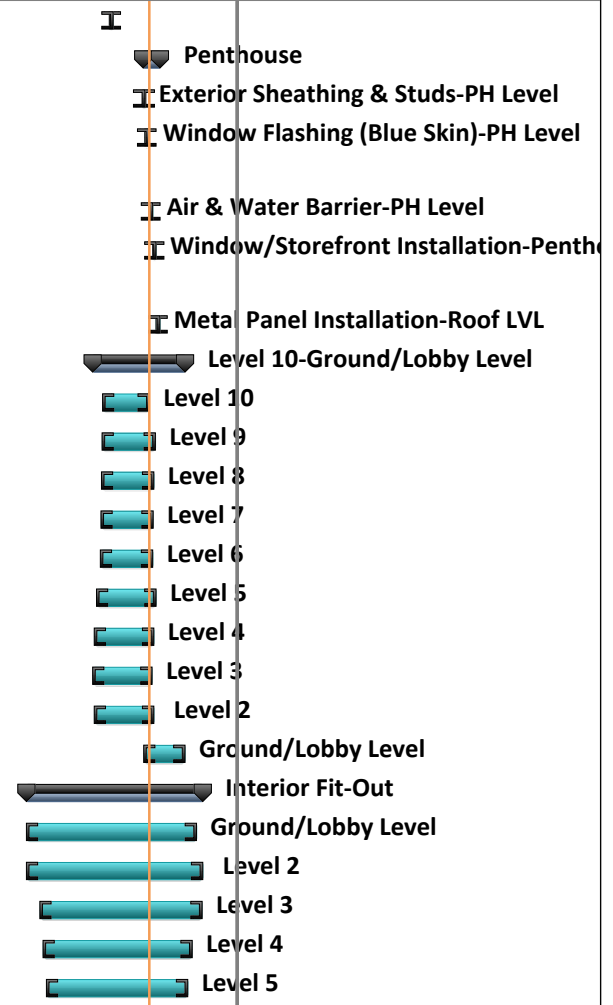 Penthouse
Exterior Sheathing & Studs-PH Level
Window Flashing (Blue Skin)-PH Level
Air & Water Barrier-PH Level
Window/Storefront Installation-Pentho
Metal Panel Installation-Roof LVL
Level 10-Ground/Lobby Level
Level 10
Level 9
Level 8
Level 7
Level 6
Level 5
Level 4
Level 3
Level 2
Ground/Lobby Level
Interior Fit-Out
Ground/Lobby Level
Level 2
Level 3
Level 4
Level 5